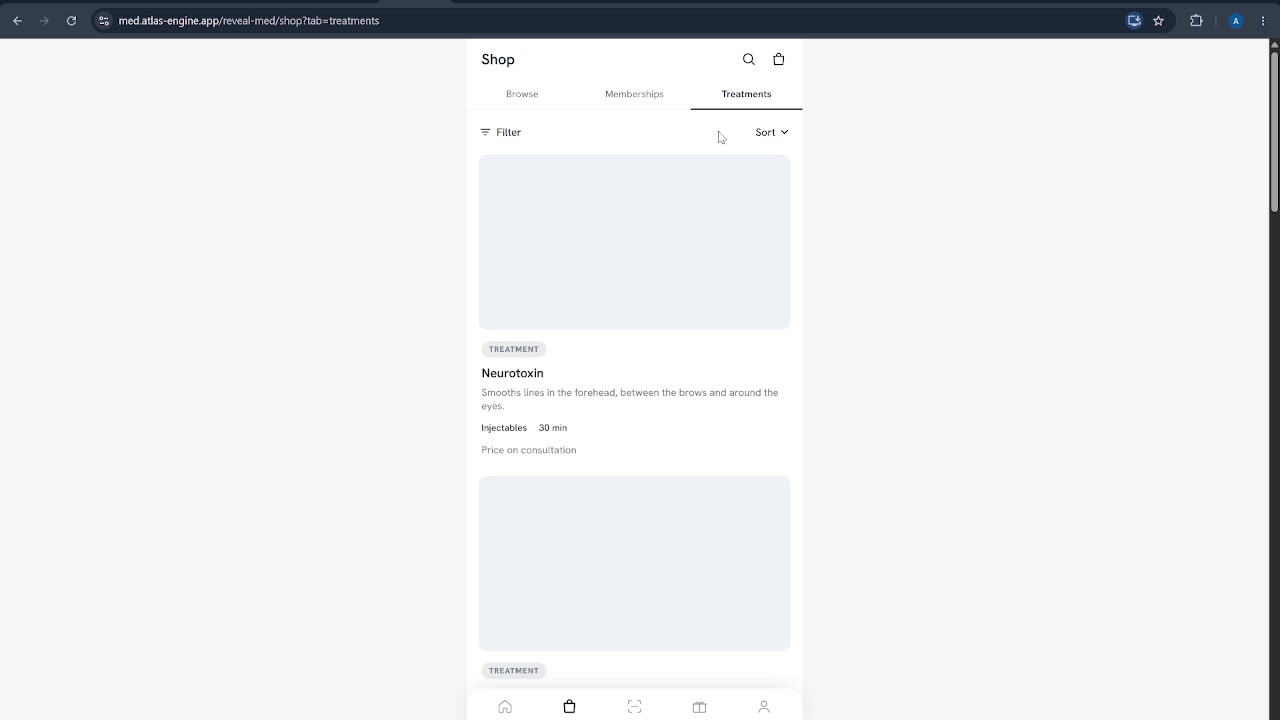 med.atlas-engine.app/reveal-med/shop?tab=treatments
A
Shop
Browse
Memberships
Treatments
Filter
Sort
TREATMENT
Neurotoxin
Smooths lines in the forehead, between the brows and around the
eyes.
Injectables 30 min
Price on consultation
TREATMENT